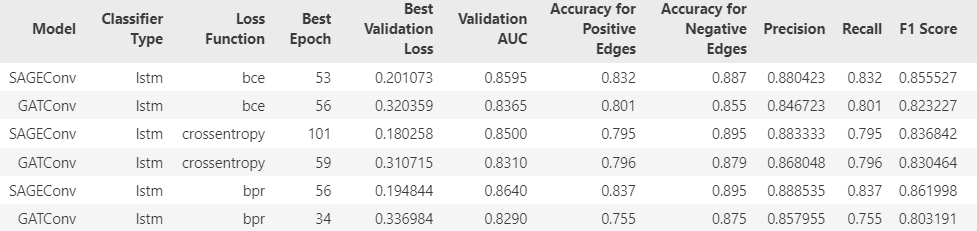 Model Classifier Type Loss Function Best Epoch Best Validation Loss Validation AUC Accuracy for Positive Edges Accuracy for Negative Edges Precision Recall F1 Score
SAGEConv lstm bce 53 0.201073 0.8595 0.832 0.887 0.880423 0.832 0.855527
GATConv lstm bce 56 0.320359 0.8365 0.801 0.855 0.846723 0.801 0.823227
SAGEConv lstm crossentropy 101 0.180258 0.8500 0.795 0.895 0.883333 0.795 0.836842
GATConv lstm crossentropy 59 0.310715 0.8310 0.796 0.879 0.868048 0.796 0.830464
SAGEConv lstm bpr 56 0.194844 0.8640 0.837 0.895 0.888535 0.837 0.861998
GATConv lstm bpr 34 0.336984 0.8290 0.755 0.875 0.857955 0.755 0.803191